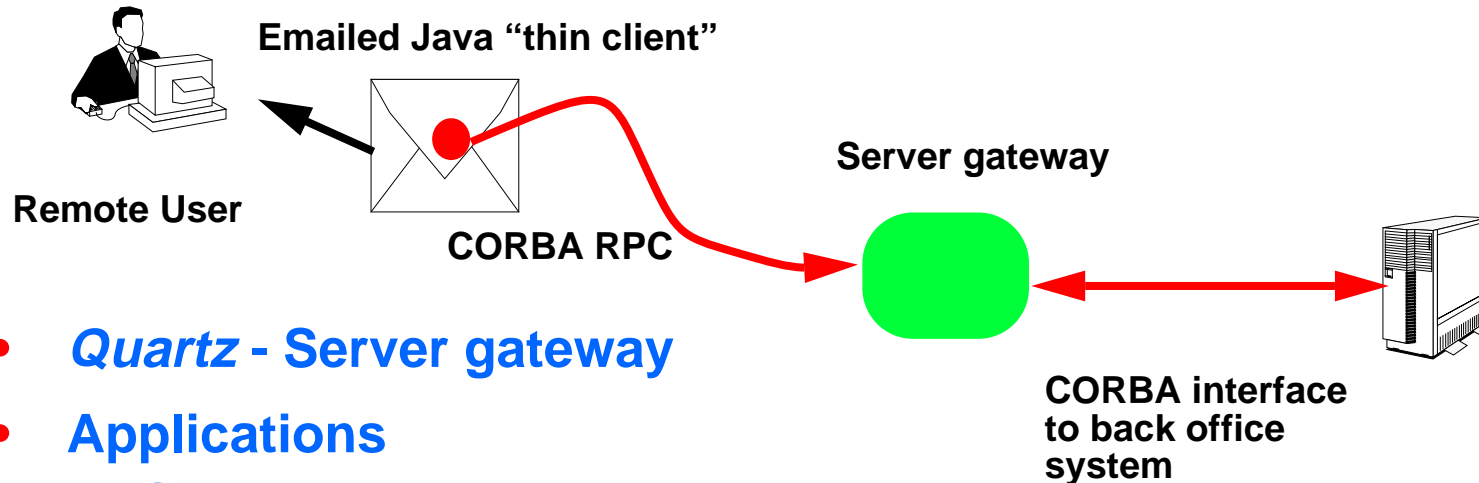 Emailed Java “thin client”
Server gateway
Remote User
CORBA RPC
• Quartz - Server gateway
CORBA interface
to back office
system
• Applications